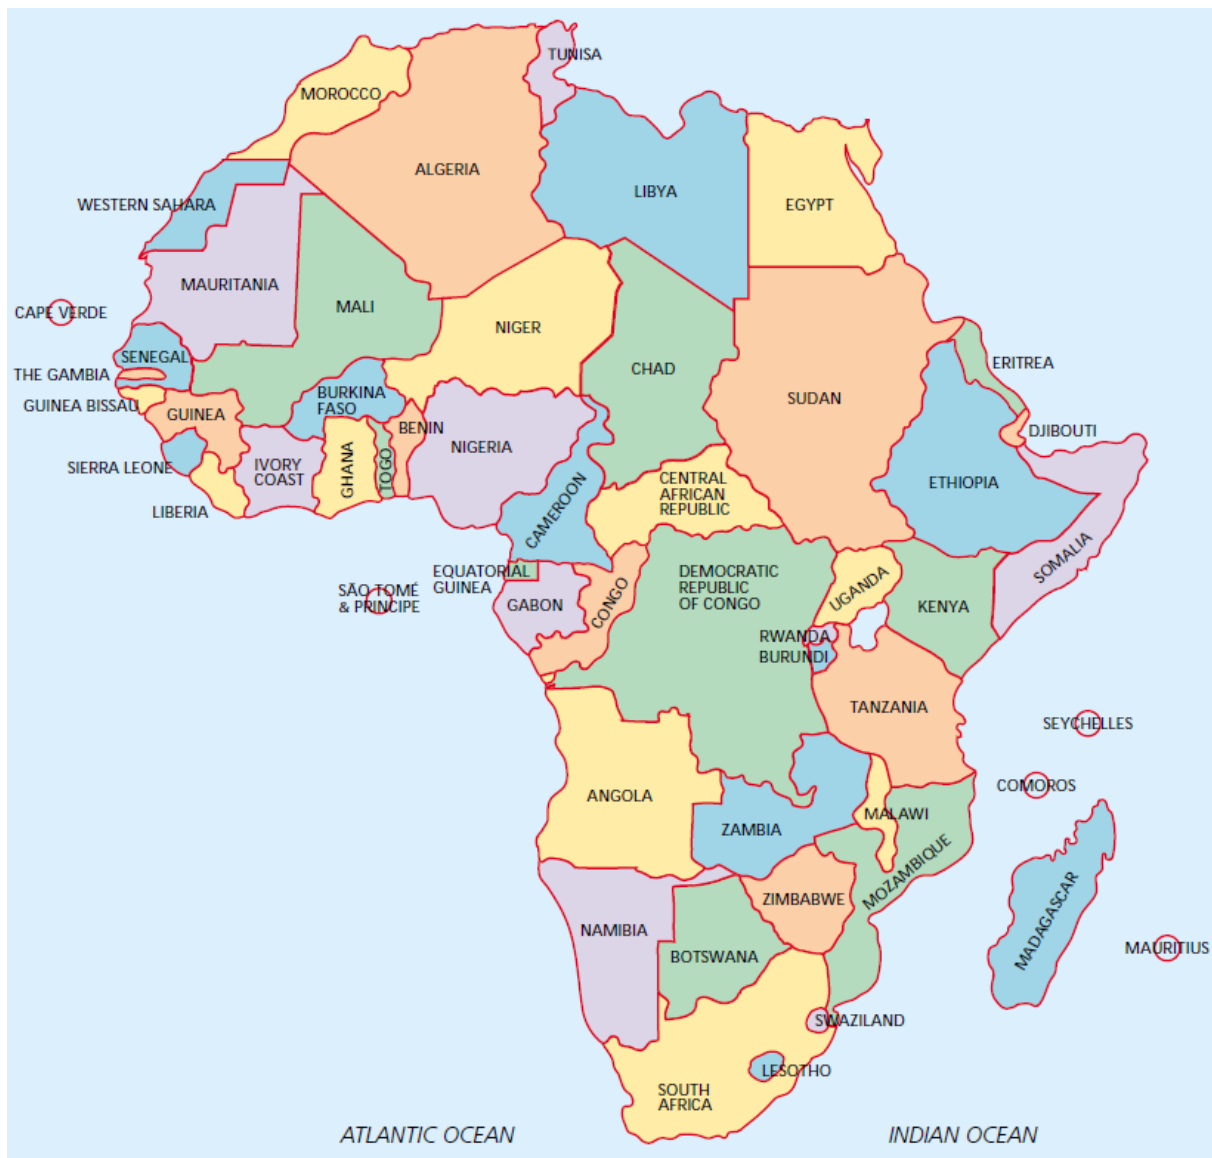 TUNISA
MOROCCO
ALGERIA
LIBYA
EGYPT
WESTERN SAHARA
MAURITANIA
MALI
NIGER
CAPE VERDE
CHAD
SUDAN
ERITREA
SENEGAL
THE GAMBIA
GUINEA BISSAU
GUINEA
BURKINA
FASO
BENIN
NIGERIA
DJIBOUTI
SIERRA LEONE
IVORY
COAST
GHANA
TOGO
CENTRAL
AFRICAN
REPUBLIC
ETHIOPIA
LIBERIA
CAMEROON
SOMALIA
EQUATORIAL
GUINEA
SÃO TOMÉ
& PRINCIPE
GABON
CONGO
DEMOCRATIC
REPUBLIC
OF CONGO
UGANDA
KENYA
RWANDA
BURUNDI
TANZANIA
SEYCHELLES
COMOROS
ANGOLA
ZAMBIA
MALAWI
MOZAMBIQUE
ZIMBABWE
MADAGASCAR
NAMIBIA
BOTSWANA
MAURITIUS
SWAZILAND
LESOTHO
SOUTH
AFRICA
ATLANTIC OCEAN
INDIAN OCEAN